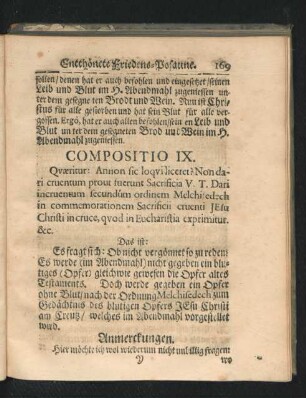 Entthönete Friedens-Posaune. 169
sollen/ denen hat er auch befohlen und eingesetzet seinen
Leib und Blut im H. Abendmahl zugeniessen un-
ter dem gesegneten Brodt und Wein. Nun ist Chri-
stus für alle gestorben und hat sein Blut für alle ver-
gossen. Ergò, hat er auch allen befohlen/seinen Leib und
Blut unter dem gesegneten Brod und Wein im H.
Abendmahl zugeniessen.
COMPOSITIO IX.
Quæritur: Annon sic loqvi liceret? Non da-
ri cruentum prout fuerunt Sacrificia V. T. Dari
incruentum secundùm ordinem Melchisedech
in commemorationem Sacrificii cruenti JEsu
Christi in cruce, qvod in Eucharistia exprimitur.
&c.
Das ist:
Es fragt sich: Ob nicht vergönnet so zu reden:
Es werde (im Abendmahl) nicht gegeben ein blu-
tiges (Opfer) gleichwie gewesen die Opfer altes
Testaments. Doch werde gegeben ein Opfer
ohne Blut/ nach der Ordnung Melchisedech zum
Gedächtnis des blutigen Opfers JEsu Christi
am Creutz/ welches im Abendmahl vorgestellet
wird.
Anmerckungen.
Hier möchte ich wol wiederum nicht unbillig fragen:
Y wo